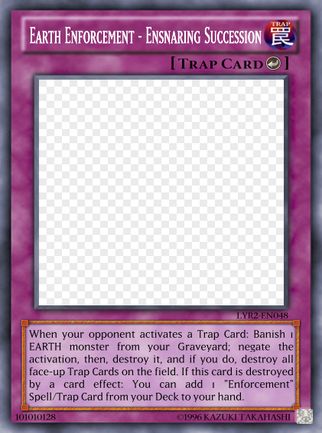 Earth Enforcement - Ensnaring Succession
TRAP
罠
[Trap Card]
LYR2-EN048
When your opponent activates a Trap Card: Banish 1
EARTH monster from your Graveyard; negate the
activation, then, destroy it, and if you do, destroy all
face-up Trap Cards on the field. If this card is destroyed
by a card effect: You can add 1 "Enforcement"
Spell/Trap Card from your Deck to your hand.
101010128
©1996 KAZUKI TAKAHASHI